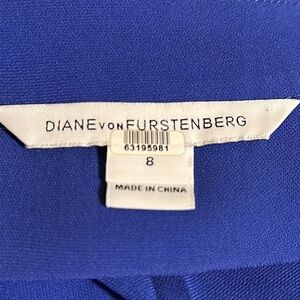 DIANE VON FURSTENBERG
63195981
8
MADE IN CHINA